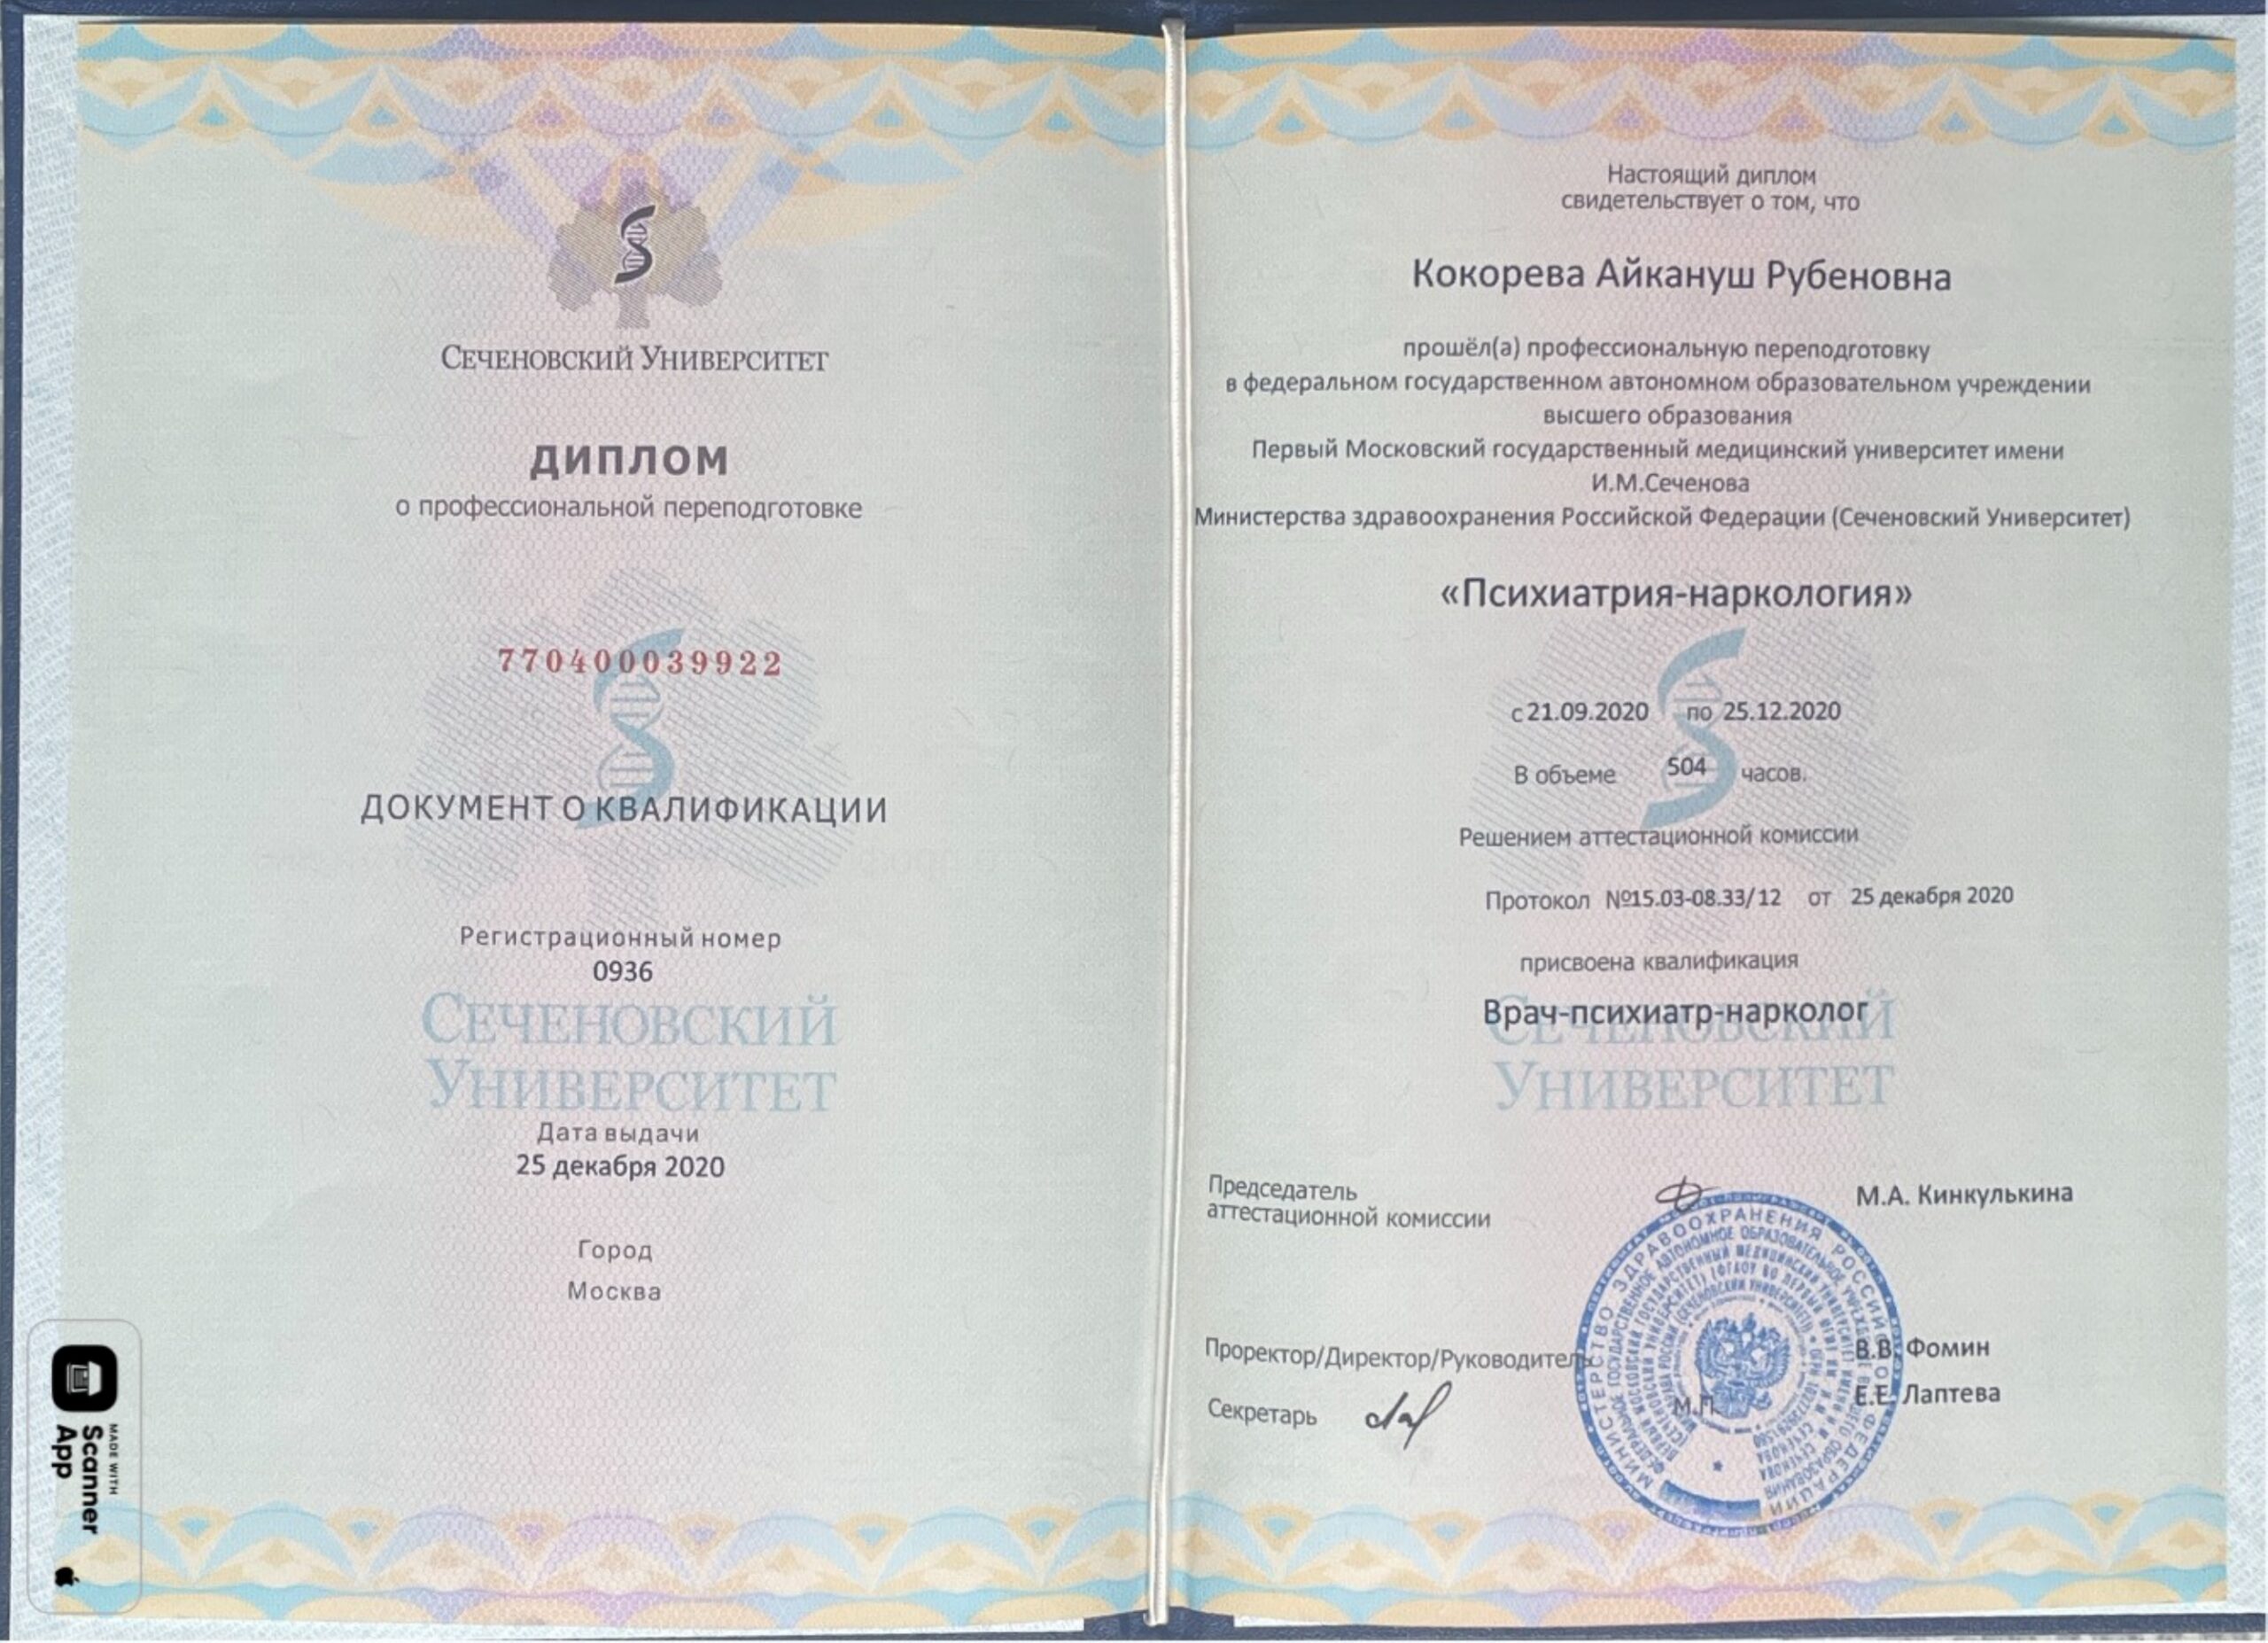 Сеченовский Университет
ДИПЛОМ
о профессиональной переподготовке
770400039922
ДОКУМЕНТ О КВАЛИФИКАЦИИ
Регистрационный номер
0936
Сеченовский
Университет
Дата выдачи
25 декабря 2020
Город
Москва
MADE WITH
Scanner
App
Настоящий диплом
свидетельствует о том, что
Кокорева Айкануш Рубеновна
прошёл(а) профессиональную переподготовку
в федеральном государственном автономном образовательном учреждении
высшего образования
Первый Московский государственный медицинский университет имени
И.М.Сеченова
Министерства здравоохранения Российской Федерации (Сеченовский Университет)
«Психиатрия-наркология»
с 21.09.2020 по 25.12.2020
В объеме 504 часов.
Решением аттестационной комиссии
Протокол №15.03-08.33/12 от 25 декабря 2020
присвоена квалификация
Врач-психиатр-нарколог
Сеченовский
Университет
Председатель
аттестационной комиссии
М.А. Кинкулькина
Проректор/Директор/Руководитель
В.В. Фомин
Секретарь
Е.Е. Лаптева
М.П.
МИНИСТЕРСТВО ЗДРАВООХРАНЕНИЯ РОССИЙСКОЙ ФЕДЕРАЦИИ